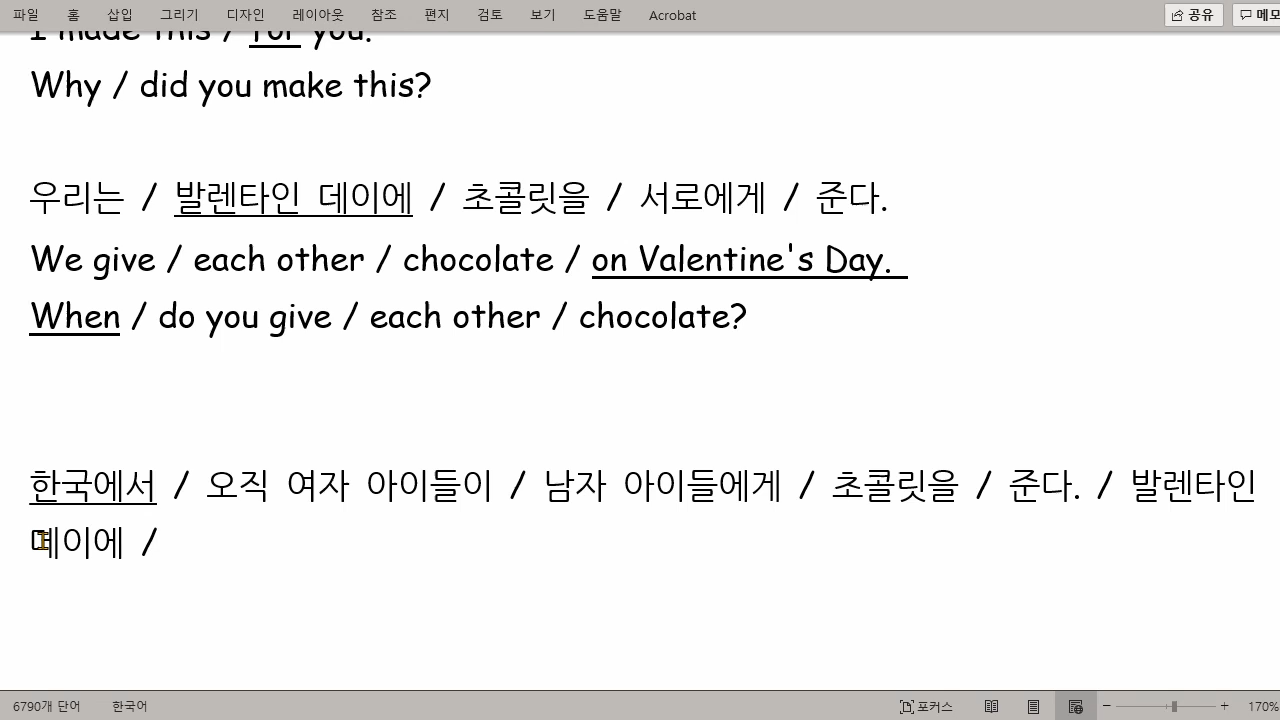 파일 홈 삽입 그리기 디자인 레이아웃 참조 편지 검토 보기 도움말 Acrobat 공유 메모
I made this / for you.
Why / did you make this?
우리는 / 발렌타인 데이에 / 초콜릿을 / 서로에게 / 준다.
We give / each other / chocolate / on Valentine's Day.
When / do you give / each other / chocolate?
한국에서 / 오직 여자 아이들이 / 남자 아이들에게 / 초콜릿을 / 준다. / 발렌타인
데이에 /
6790개 단어 한국어 포커스 170%